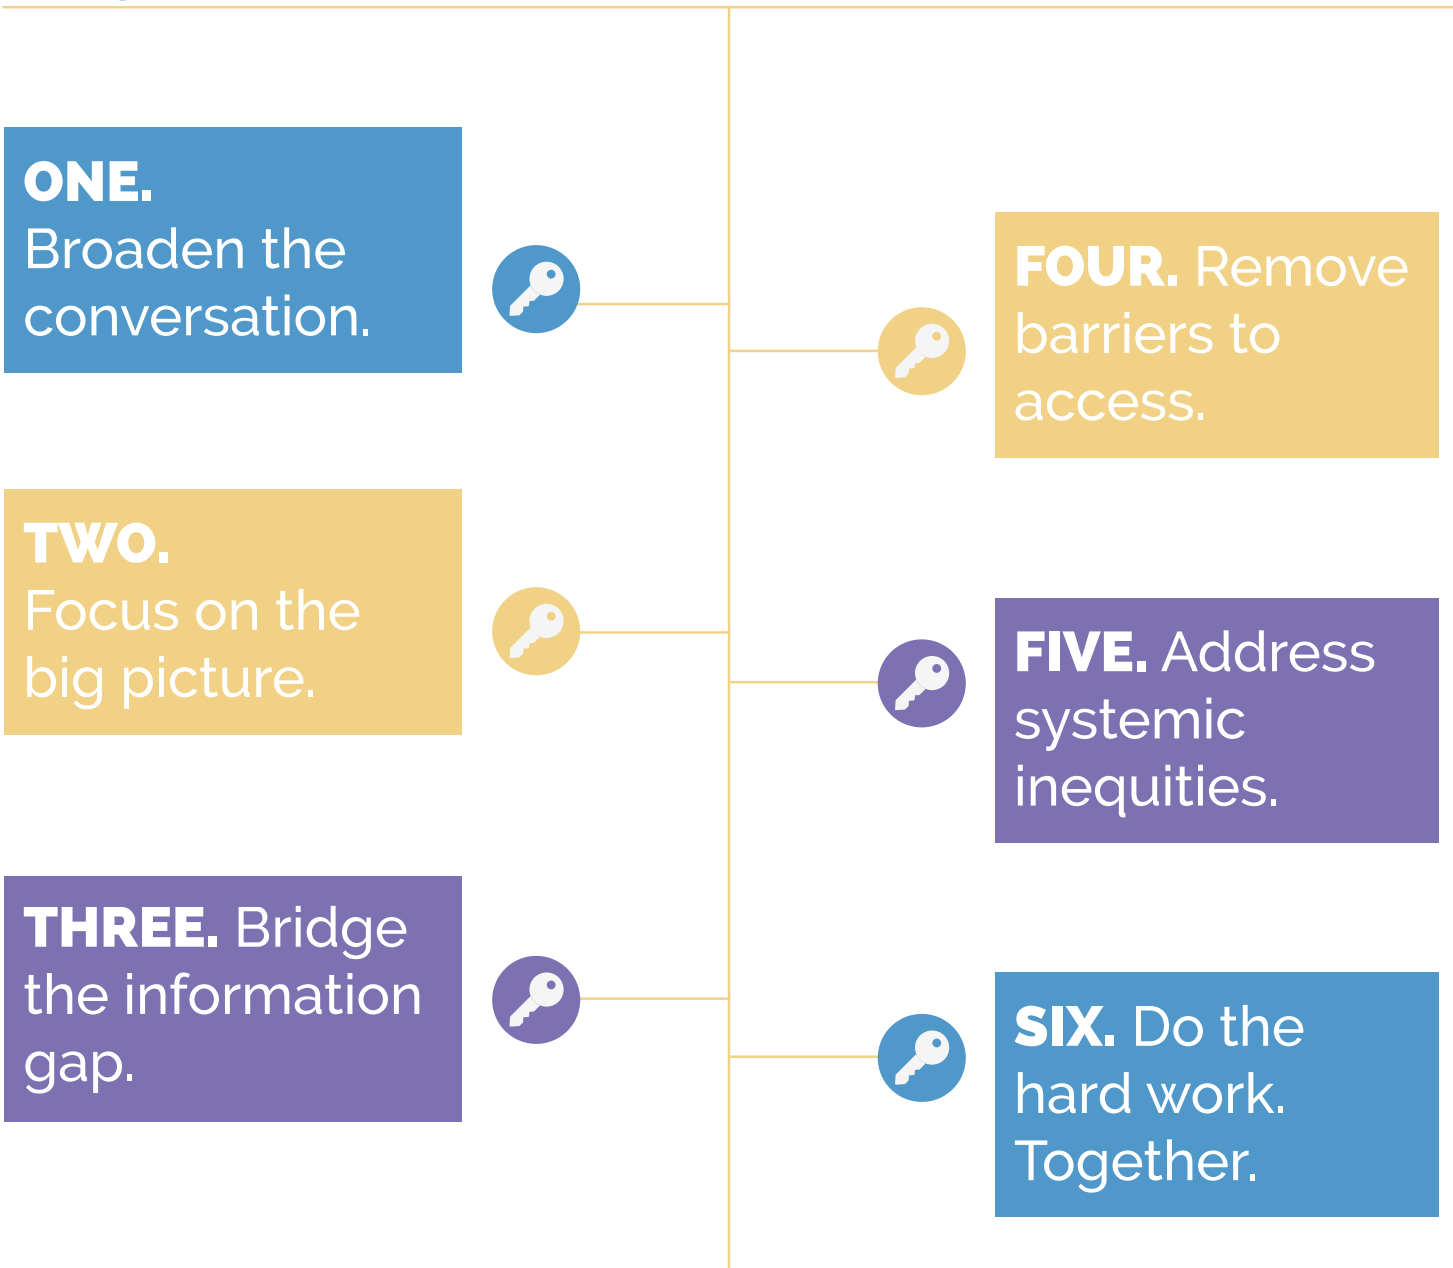 ONE.
Broaden the
conversation.
TWO.
Focus on the
big picture.
THREE. Bridge
the information
gap.
FOUR. Remove
barriers to
access.
FIVE. Address
systemic
inequities.
SIX. Do the
hard work.
Together.